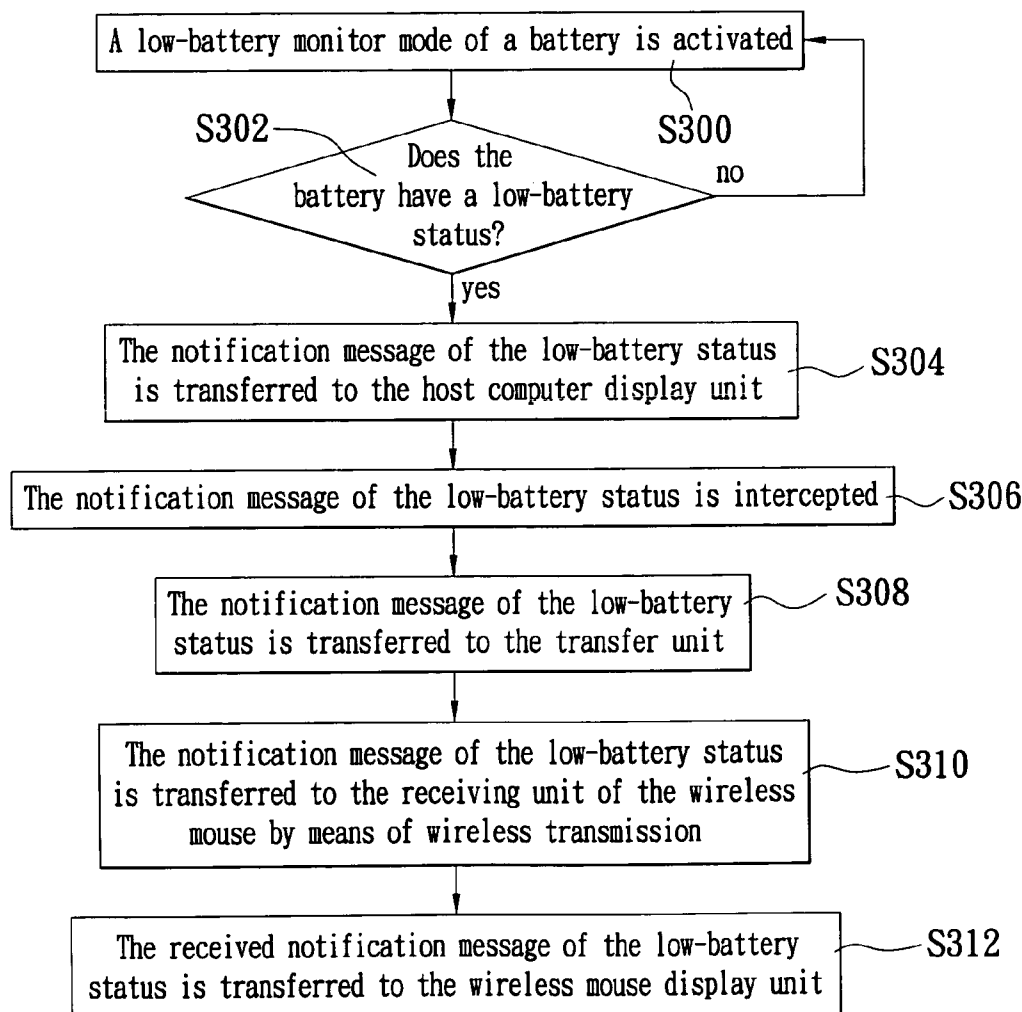 A low-battery monitor mode of a battery is activated
S300
S302
Does the
battery have a low-battery
status?
no
yes
The notification message of the low-battery status
is transferred to the host computer display unit
S304
The notification message of the low-battery status is intercepted
S306
The notification message of the low-battery
status is transferred to the transfer unit
S308
The notification message of the low-battery status
is transferred to the receiving unit of the wireless
mouse by means of wireless transmission
S310
The received notification message of the low-battery
status is transferred to the wireless mouse display unit
S312